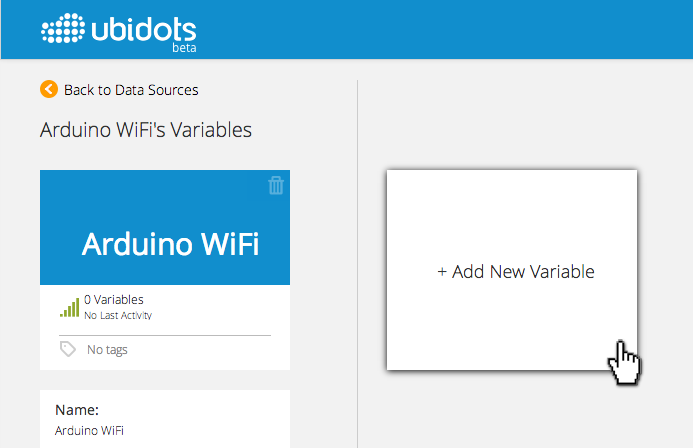 ubidots
beta
Back to Data Sources
Arduino WiFi's Variables
Arduino WiFi
0 Variables
No Last Activity
No tags
Name:
Arduino WiFi
+ Add New Variable